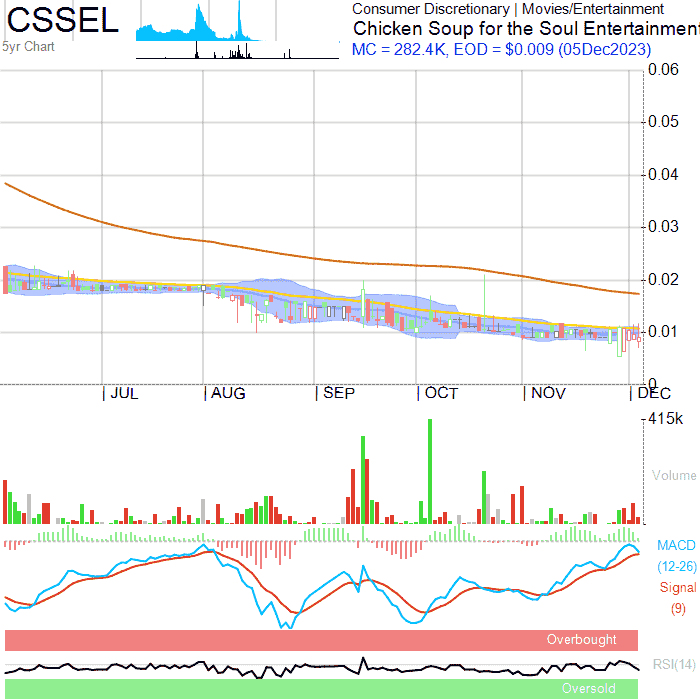 CSSEL
5yr Chart
Consumer Discretionary | Movies/Entertainment
Chicken Soup for the Soul Entertainment
MC = 282.4K, EOD = $0.009 (05Dec2023)
0.06
0.05
0.04
0.03
0.02
0.01
0
JUL
AUG
SEP
OCT
NOV
DEC
415k
Volume
MACD
(12-26)
Signal
(9)
Overbought
RSI(14)
Oversold